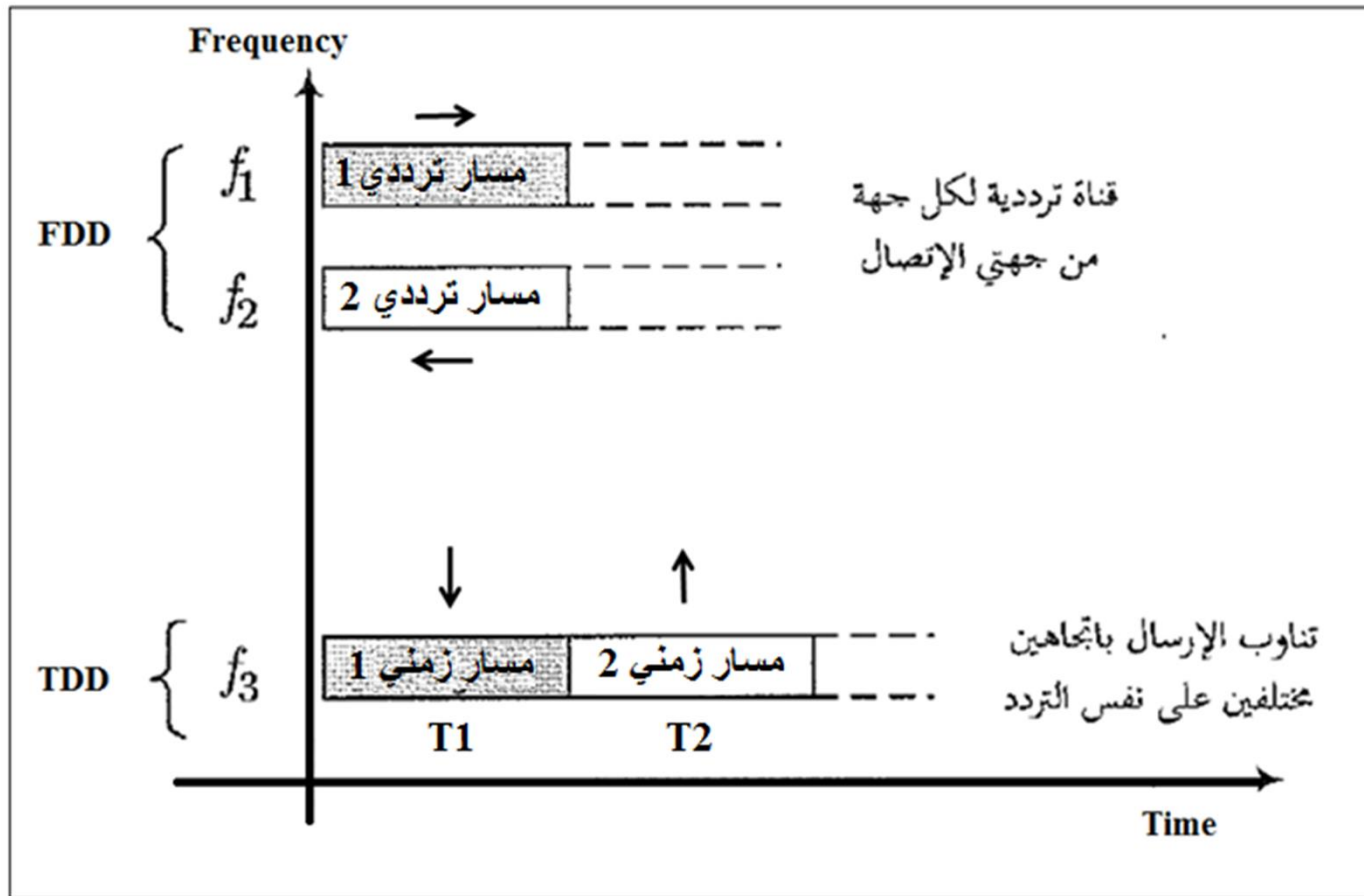 Frequency
FDD
f1
مسار ترددي 1
f2
مسار ترددي 2
قناة ترددية لكل جهة
من جهتي الإتصال
TDD
f3
مسار زمني 1
مسار زمني 2
T1
T2
تناوب الإرسال باتجاهين
مختلفين على نفس التردد
Time